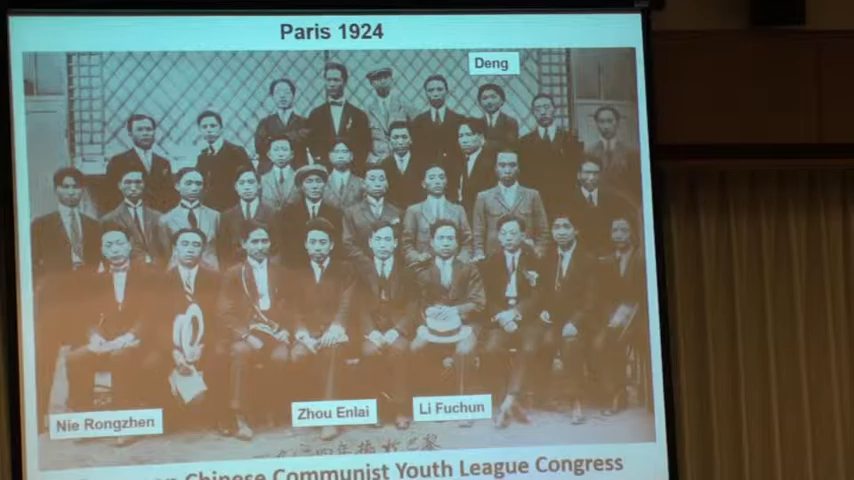 Paris 1924
Deng
Nie Rongzhen
Zhou Enlai
Li Fuchun
Chinese Communist Youth League Congress